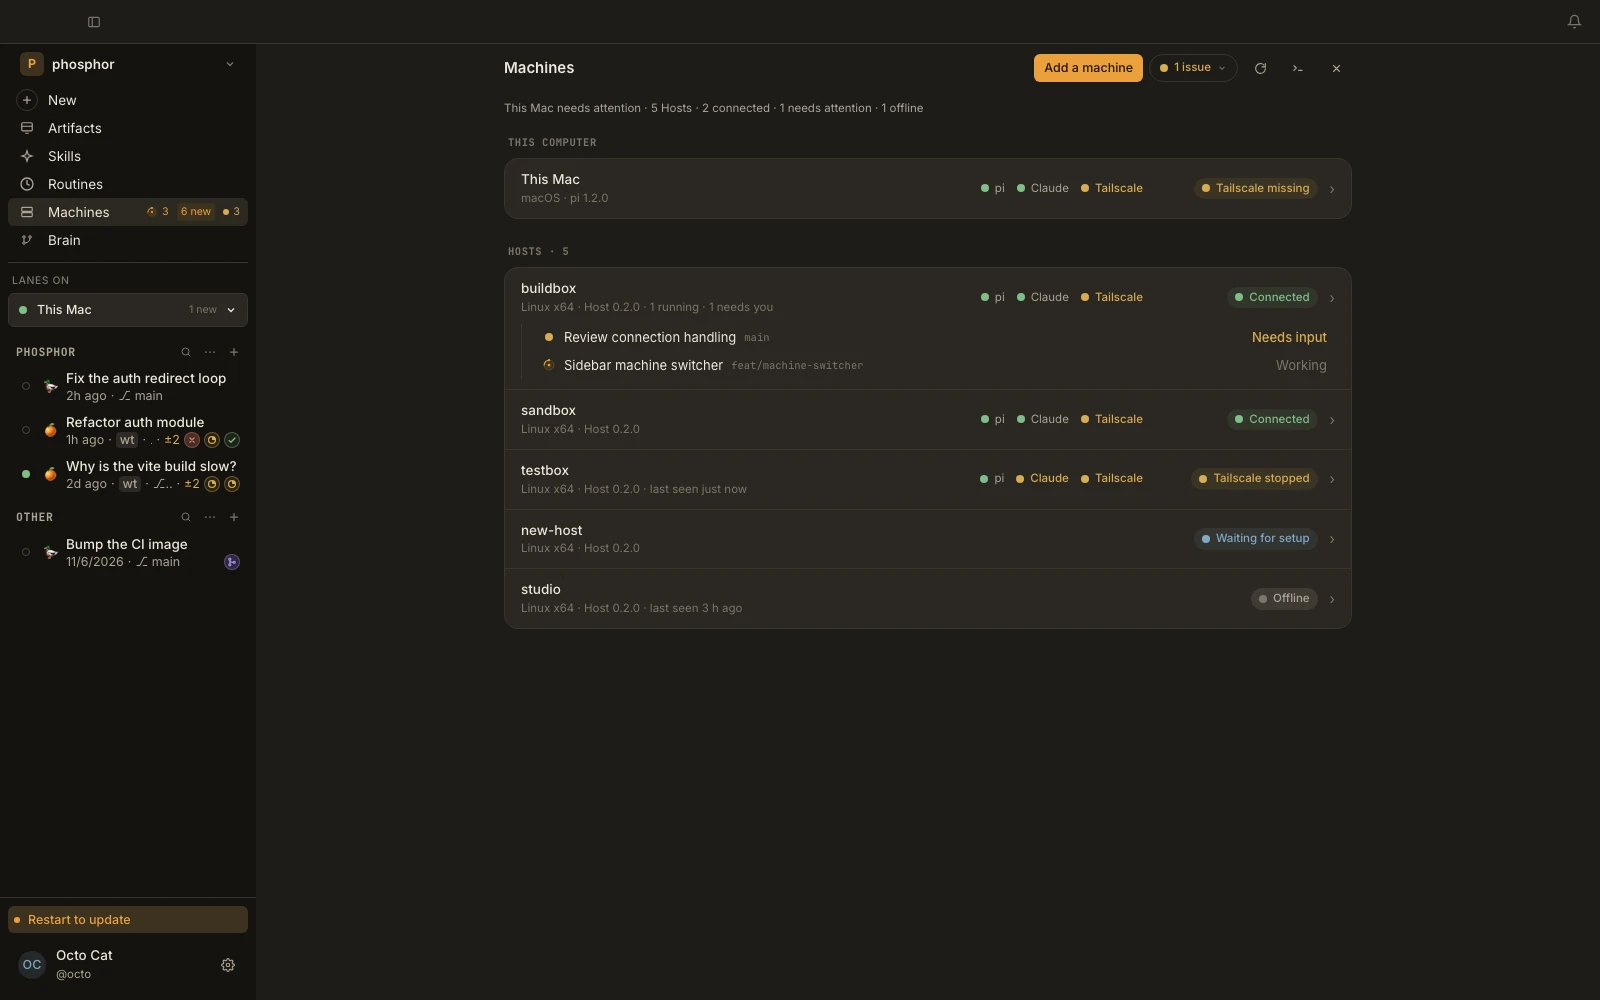 P phosphor
New
Artifacts
Skills
Routines
Machines 3 6 new 3
Brain
LANES ON
This Mac 1 new
PHOSPHOR
Fix the auth redirect loop
2h ago · ⎇ main
Refactor auth module
1h ago · wt · . · ±2
Why is the vite build slow?
2d ago · wt · ⎇.. · ±2
OTHER
Bump the CI image
11/6/2026 · ⎇ main
Restart to update
OC Octo Cat
@octo
Machines Add a machine 1 issue
This Mac needs attention · 5 Hosts · 2 connected · 1 needs attention · 1 offline
THIS COMPUTER
This Mac pi Claude Tailscale Tailscale missing
macOS · pi 1.2.0
HOSTS · 5
buildbox pi Claude Tailscale Connected
Linux x64 · Host 0.2.0 · 1 running · 1 needs you
Review connection handling main Needs input
Sidebar machine switcher feat/machine-switcher Working
sandbox pi Claude Tailscale Connected
Linux x64 · Host 0.2.0
testbox pi Claude Tailscale Tailscale stopped
Linux x64 · Host 0.2.0 · last seen just now
new-host Waiting for setup
Linux x64 · Host 0.2.0
studio Offline
Linux x64 · Host 0.2.0 · last seen 3 h ago